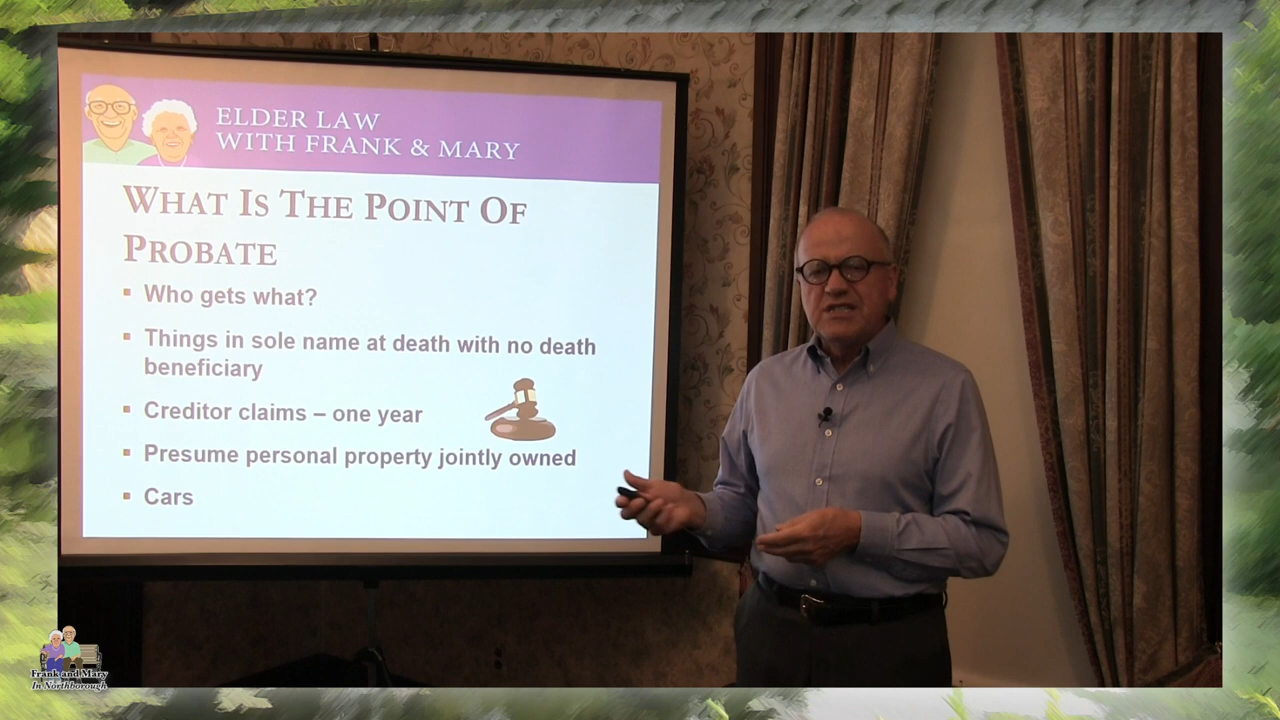 ELDER LAW
WITH FRANK & MARY
WHAT IS THE POINT OF
PROBATE
Who gets what?
Things in sole name at death with no death
beneficiary
Creditor claims – one year
Presume personal property jointly owned
Cars
Frank and Mary
In Northborough